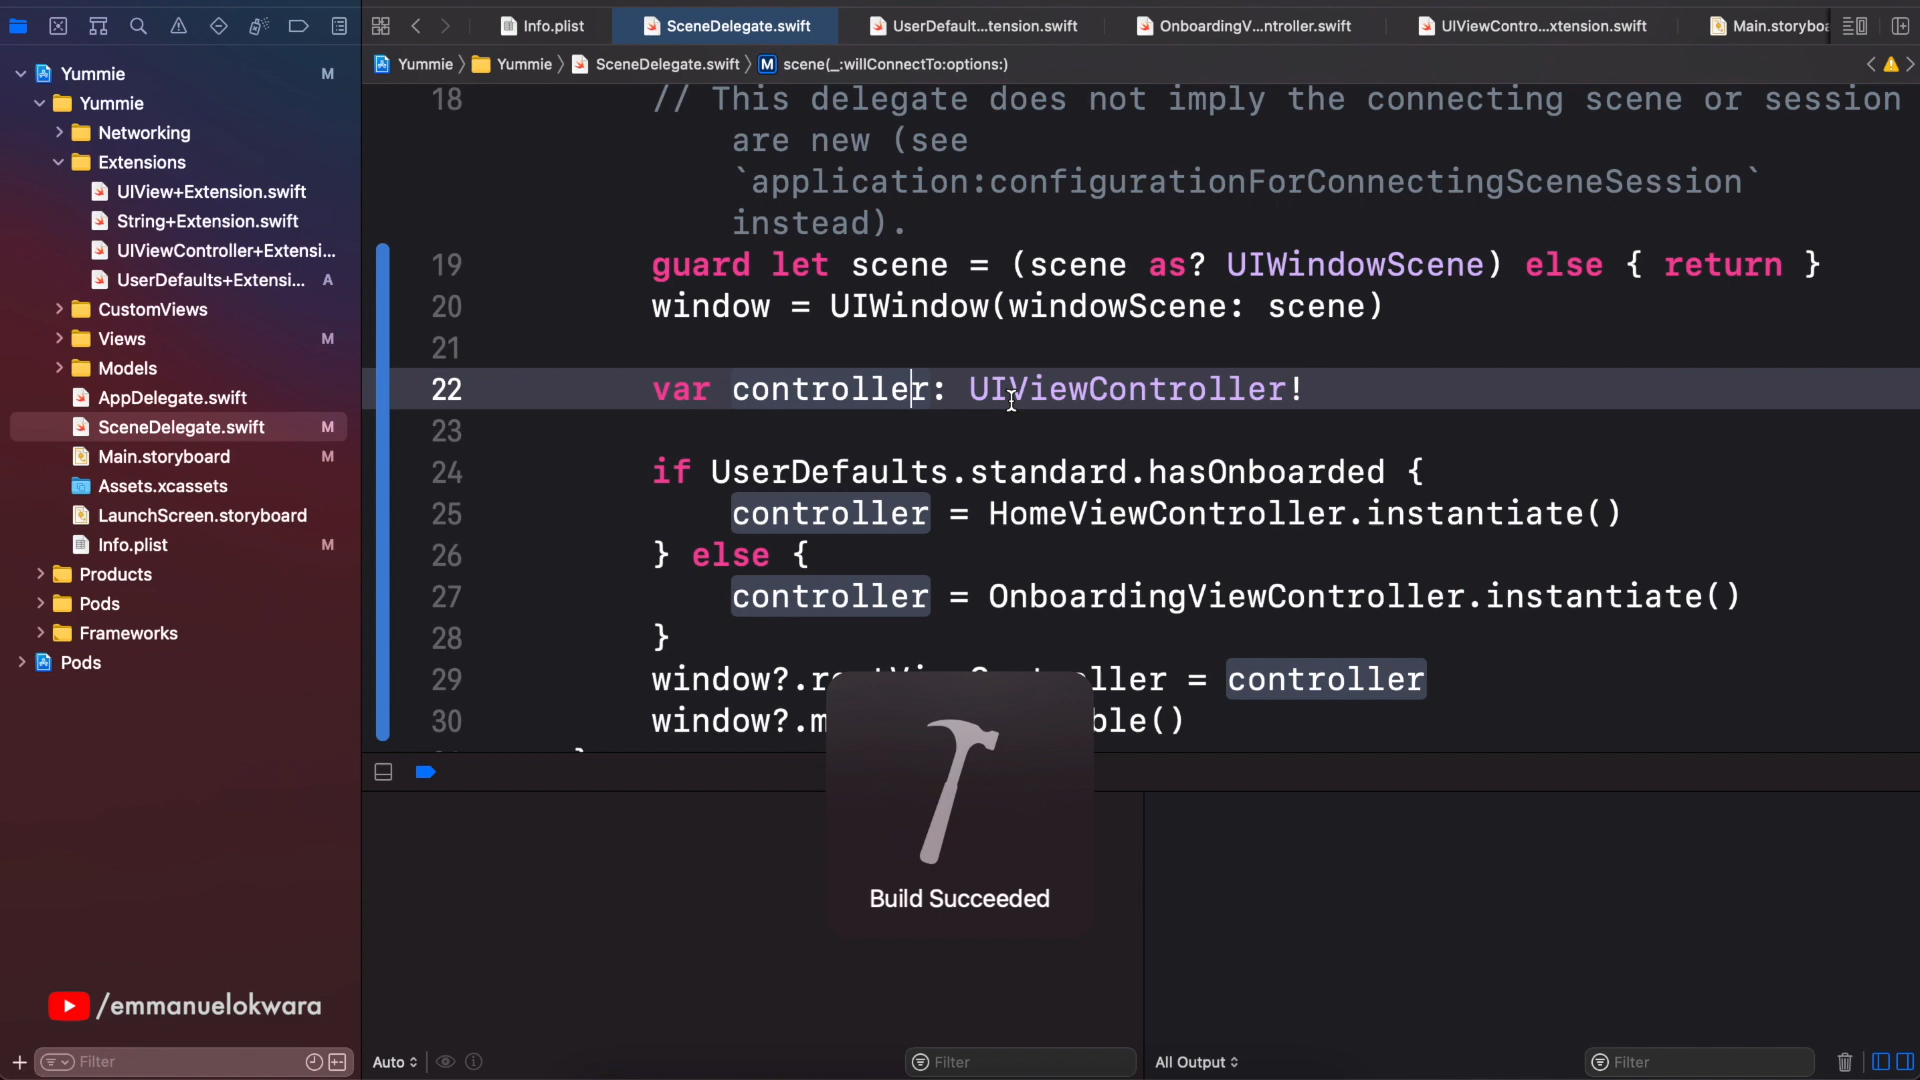 Info.plist
SceneDelegate.swift
UserDefault...tension.swift
OnboardingV...ntroller.swift
UIViewContro...xtension.swift
Main.storyboa
Yummie
M
Yummie
Networking
Extensions
UIView+Extension.swift
String+Extension.swift
UIViewController+Extensi...
UserDefaults+Extensi...
A
CustomViews
Views
M
Models
AppDelegate.swift
SceneDelegate.swift
M
Main.storyboard
M
Assets.xcassets
LaunchScreen.storyboard
Info.plist
M
Products
Pods
Frameworks
Pods
/emmanuelokwara
Filter
Yummie
Yummie
SceneDelegate.swift
M scene(_:willConnectTo:options:)
18 // This delegate does not imply the connecting scene or session
are new (see
`application:configurationForConnectingSceneSession`
instead).
19 guard let scene = (scene as? UIWindowScene) else { return }
20 window = UIWindow(windowScene: scene)
21
22 var controller: UIViewController!
23
24 if UserDefaults.standard.hasOnboarded {
25 controller = HomeViewController.instantiate()
26 } else {
27 controller = OnboardingViewController.instantiate()
28 }
29 window?.r ller = controller
30 window?.m ble()
Build Succeeded
Auto
Filter
All Output
Filter